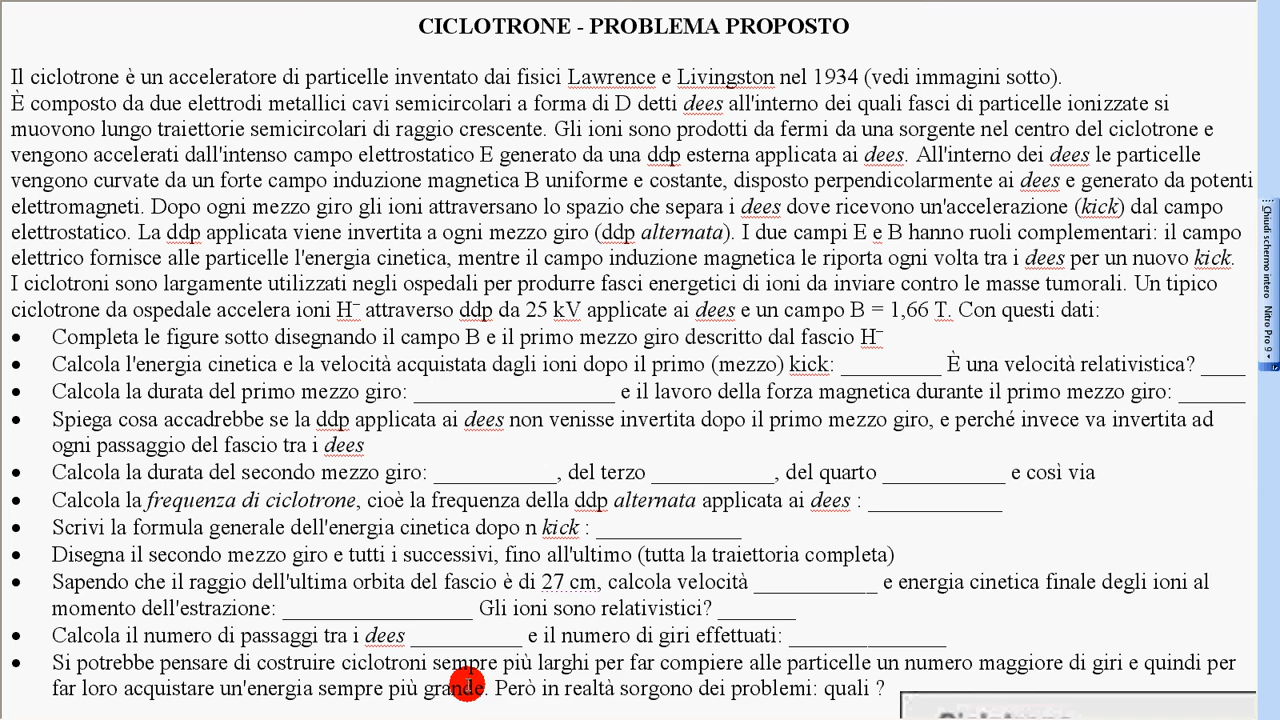 CICLOTRONE - PROBLEMA PROPOSTO
Il ciclotrone è un acceleratore di particelle inventato dai fisici Lawrence e Livingston nel 1934 (vedi immagini sotto).
È composto da due elettrodi metallici cavi semicircolari a forma di D detti dees all'interno dei quali fasci di particelle ionizzate si
muovono lungo traiettorie semicircolari di raggio crescente. Gli ioni sono prodotti da fermi da una sorgente nel centro del ciclotrone e
vengono accelerati dall'intenso campo elettrostatico E generato da una ddp esterna applicata ai dees. All'interno dei dees le particelle
vengono curvate da un forte campo induzione magnetica B uniforme e costante, disposto perpendicolarmente ai dees e generato da potenti
elettromagneti. Dopo ogni mezzo giro gli ioni attraversano lo spazio che separa i dees dove ricevono un'accelerazione (kick) dal campo
elettrostatico. La ddp applicata viene invertita a ogni mezzo giro (ddp alternata). I due campi E e B hanno ruoli complementari: il campo
elettrico fornisce alle particelle l'energia cinetica, mentre il campo induzione magnetica le riporta ogni volta tra i dees per un nuovo kick.
I ciclotroni sono largamente utilizzati negli ospedali per produrre fasci energetici di ioni da inviare contro le masse tumorali. Un tipico
ciclotrone da ospedale accelera ioni H⁻ attraverso ddp da 25 kV applicate ai dees e un campo B = 1,66 T. Con questi dati:
• Completa le figure sotto disegnando il campo B e il primo mezzo giro descritto dal fascio H⁻
• Calcola l'energia cinetica e la velocità acquistata dagli ioni dopo il primo (mezzo) kick: _________ È una velocità relativistica? ____
• Calcola la durata del primo mezzo giro: __________________ e il lavoro della forza magnetica durante il primo mezzo giro: ______
• Spiega cosa accadrebbe se la ddp applicata ai dees non venisse invertita dopo il primo mezzo giro, e perché invece va invertita ad
ogni passaggio del fascio tra i dees
• Calcola la durata del secondo mezzo giro: ___________, del terzo ___________, del quarto ___________ e così via
• Calcola la frequenza di ciclotrone, cioè la frequenza della ddp alternata applicata ai dees : ____________
• Scrivi la formula generale dell'energia cinetica dopo n kick : _____________
• Disegna il secondo mezzo giro e tutti i successivi, fino all'ultimo (tutta la traiettoria completa)
• Sapendo che il raggio dell'ultima orbita del fascio è di 27 cm, calcola velocità ___________ e energia cinetica finale degli ioni al
momento dell'estrazione: _________________ Gli ioni sono relativistici? _______
• Calcola il numero di passaggi tra i dees __________ e il numero di giri effettuati: ______________
• Si potrebbe pensare di costruire ciclotroni sempre più larghi per far compiere alle particelle un numero maggiore di giri e quindi per
far loro acquistare un'energia sempre più grande. Però in realtà sorgono dei problemi: quali ?
Chiudi schermo intero Nitro Pro 9